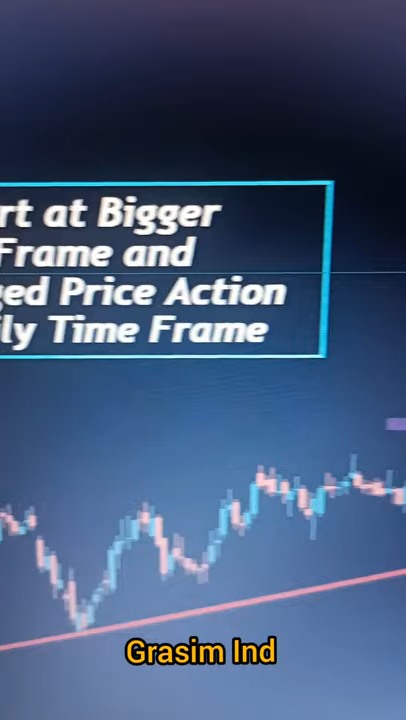 rt at Bigger
Frame and
ged Price Action
ily Time Frame
Grasim Ind